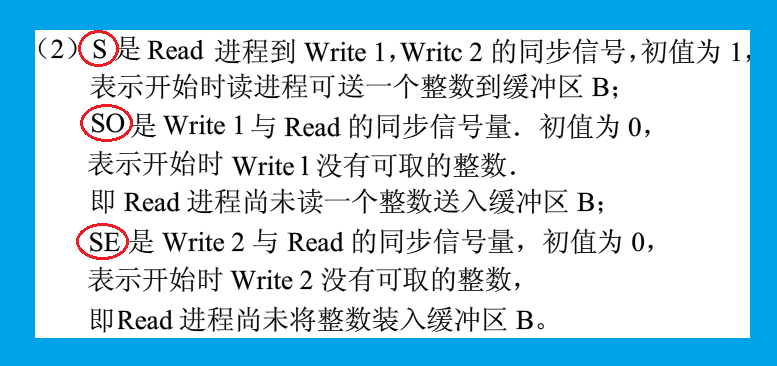 (2) S 是 Read 进程到 Write 1,Writc 2 的同步信号,初值为 1,
表示开始时读进程可送一个整数到缓冲区 B;
SO 是 Write 1 与 Read 的同步信号量. 初值为 0,
表示开始时 Write l 没有可取的整数.
即 Read 进程尚未读一个整数送入缓冲区 B;
SE 是 Write 2 与 Read 的同步信号量，初值为 0,
表示开始时 Write 2 没有可取的整数,
即Read 进程尚未将整数装入缓冲区 B。